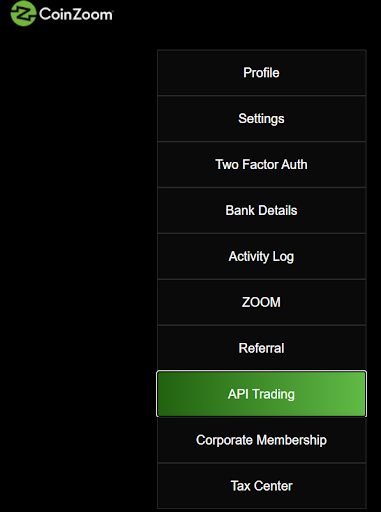 CoinZoom
Profile
Settings
Two Factor Auth
Bank Details
Activity Log
ZOOM
Referral
API Trading
Corporate Membership
Tax Center